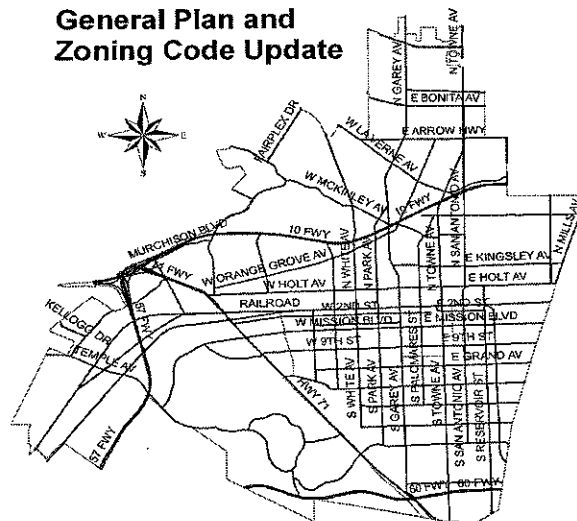 General Plan and
Zoning Code Update
N GAREY AV
N TOWNE AV
E BONITA AV
E ARROW HWY
FAIRPLEX DR
W LAVERNE AV
W MCKINLEY AV
10 FWY
10 FWY
MURCHISON BLVD
W ORANGE GROVE AV
N WHITE AV
N PARK AV
N TOWNE AV
N SAN ANTONIO AV
N MILLS AV
E KINGSLEY AV
W HOLT AV
E HOLT AV
RAILROAD
W 2ND ST
E 2ND ST
W MISSION BLVD
E MISSION BLVD
W 9TH ST
E 9TH ST
E GRAND AV
57 FWY
KELLOGG DR
TEMPLE AV
57 FWY
HWY 71
S WHITE AV
S PARK AV
S GAREY AV
S PALOMARES ST
S TOWNE AV
S SAN ANTONIO AV
S RESERVOIR ST
60 FWY
60 FWY
N
W
E
S